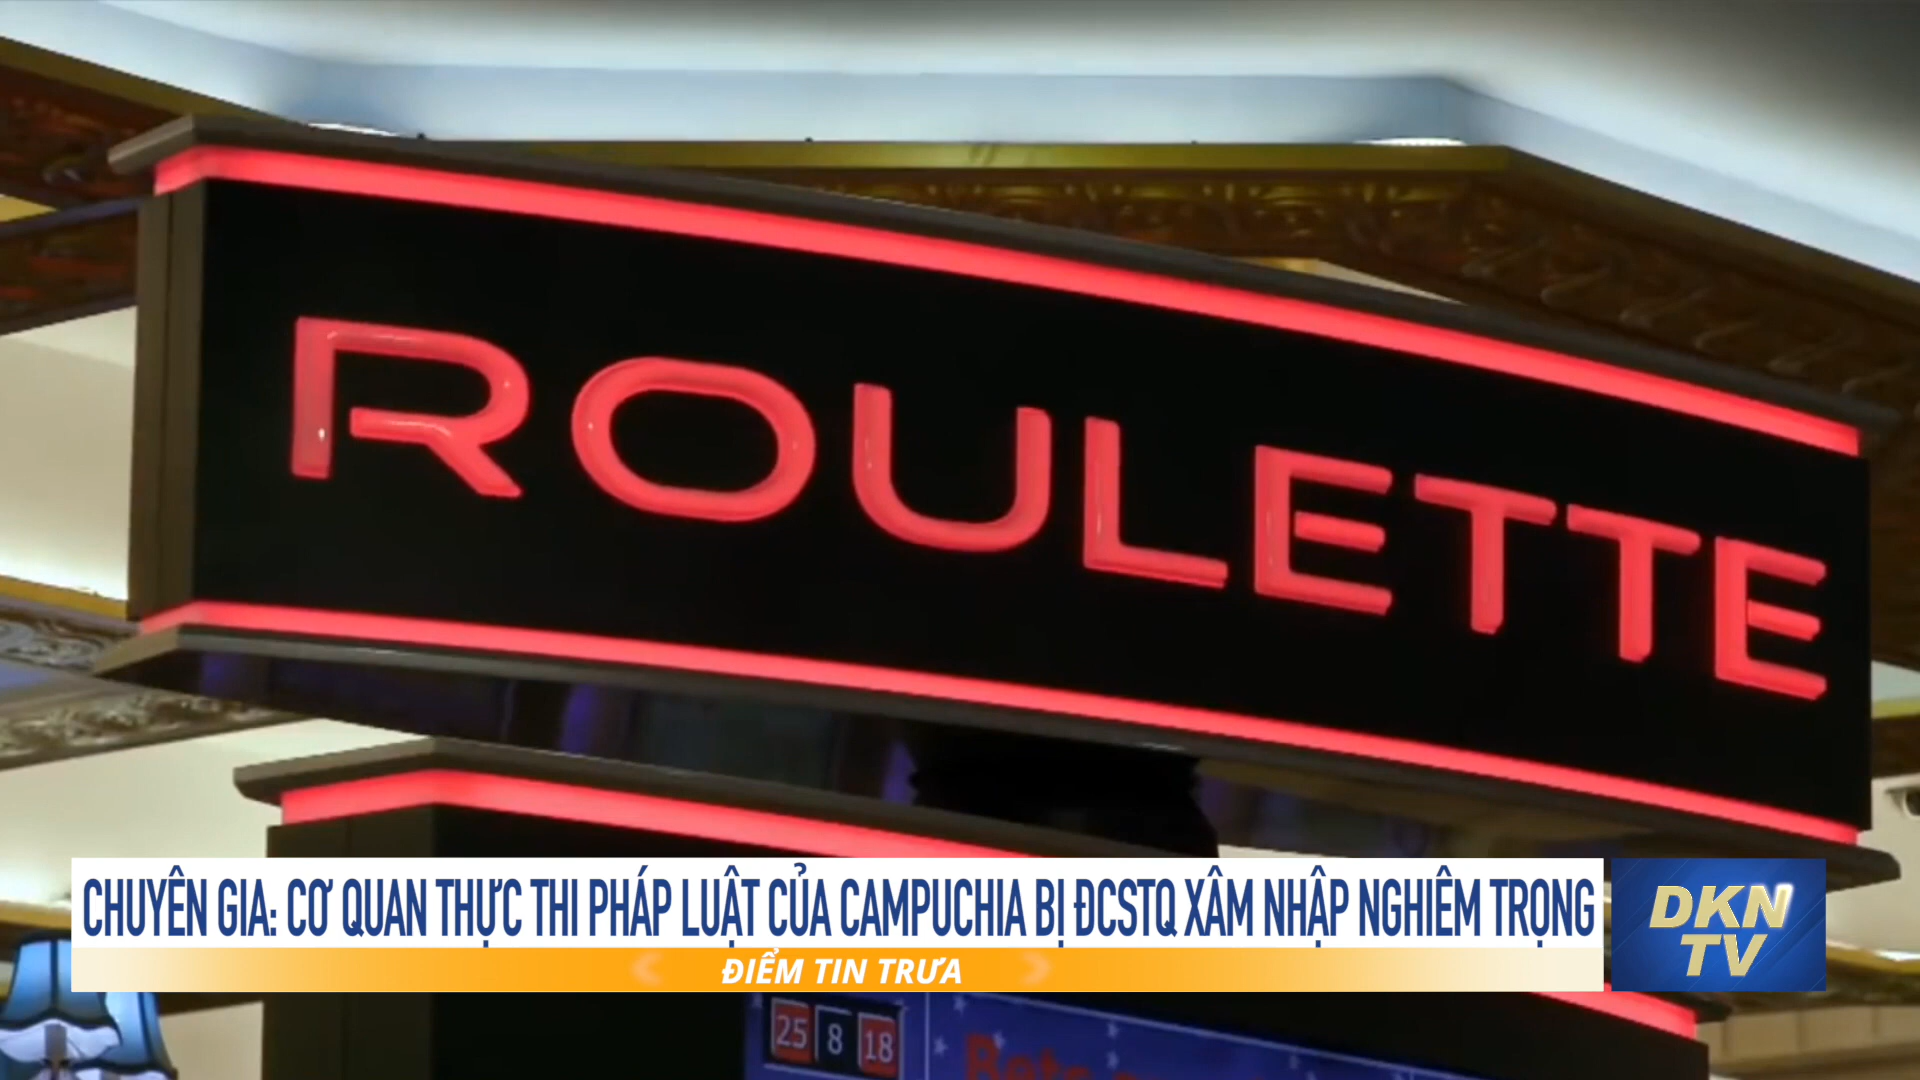 ROULETTE
CHUYÊN GIA: CƠ QUAN THỰC THI PHÁP LUẬT CỦA CAMPUCHIA BỊ ĐCSTQ XÂM NHẬP NGHIÊM TRỌNG
ĐIỂM TIN TRƯA
DKN
TV
25 8 18
Bets